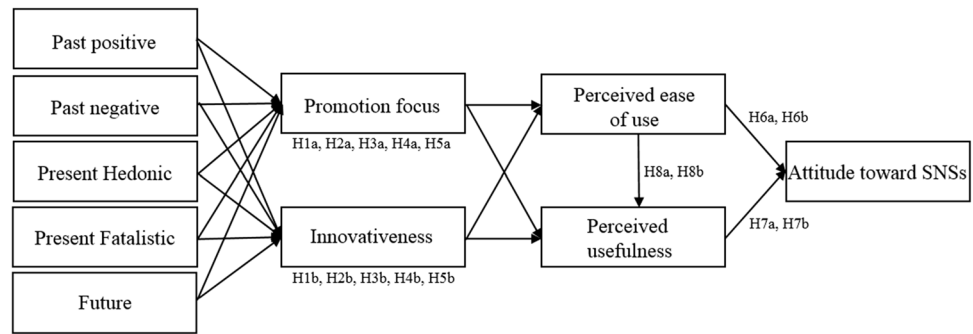 Past positive
Past negative
Present Hedonic
Present Fatalistic
Future
Promotion focus
H1a, H2a, H3a, H4a, H5a
Innovativeness
H1b, H2b, H3b, H4b, H5b
Perceived ease
of use
H8a, H8b
Perceived
usefulness
H6a, H6b
H7a, H7b
Attitude toward SNSs